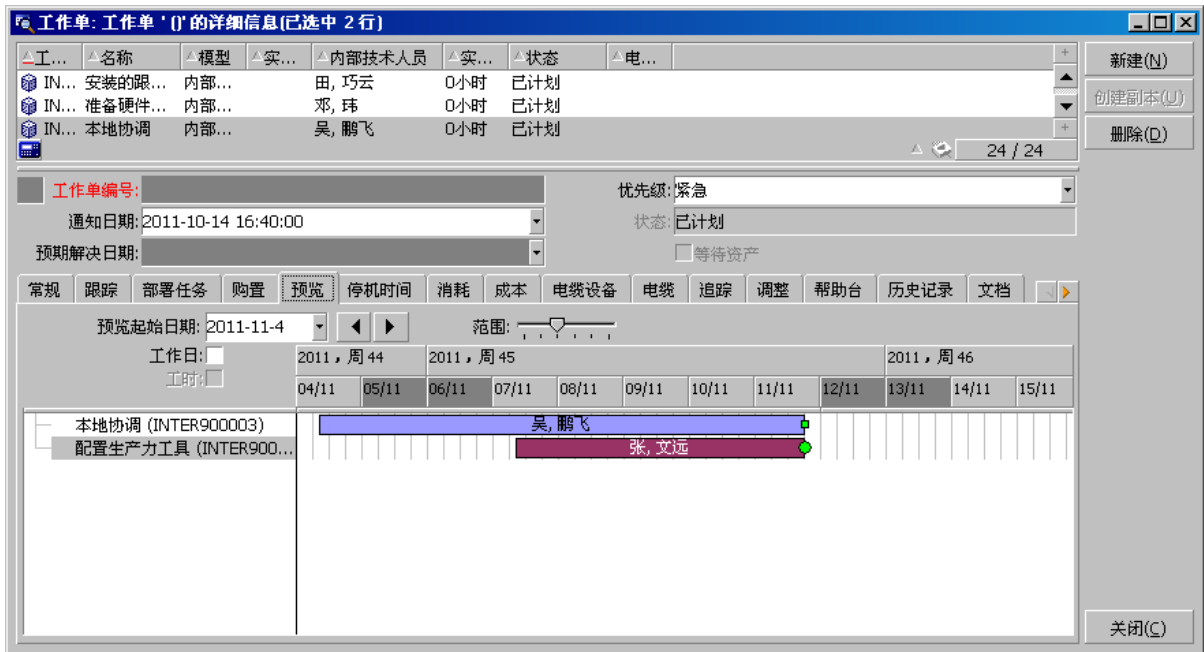 工作单: 工作单 ' ()' 的详细信息(已选中 2 行)
工... 名称 模型 实... 内部技术人员 实... 状态 电...
IN... 安装的跟... 内部... 田, 巧云 0小时 已计划
IN... 准备硬件... 内部... 邓, 玮 0小时 已计划
IN... 本地协调 内部... 吴, 鹏飞 0小时 已计划
24 / 24
新建(N)
创建副本(U)
删除(D)
工作单编号: 优先级: 紧急
通知日期: 2011-10-14 16:40:00 状态: 已计划
预期解决日期: 等待资产
常规 跟踪 部署任务 购置 预览 停机时间 消耗 成本 电缆设备 电缆 追踪 调整 帮助台 历史记录 文档
预览起始日期: 2011-11-4 范围:
工作日: 2011，周 44 2011，周 45 2011，周 46
工时: 04/11 05/11 06/11 07/11 08/11 09/11 10/11 11/11 12/11 13/11 14/11 15/11
本地协调 (INTER900003) 吴, 鹏飞
配置生产力工具 (INTER900... 张, 文远
关闭(C)